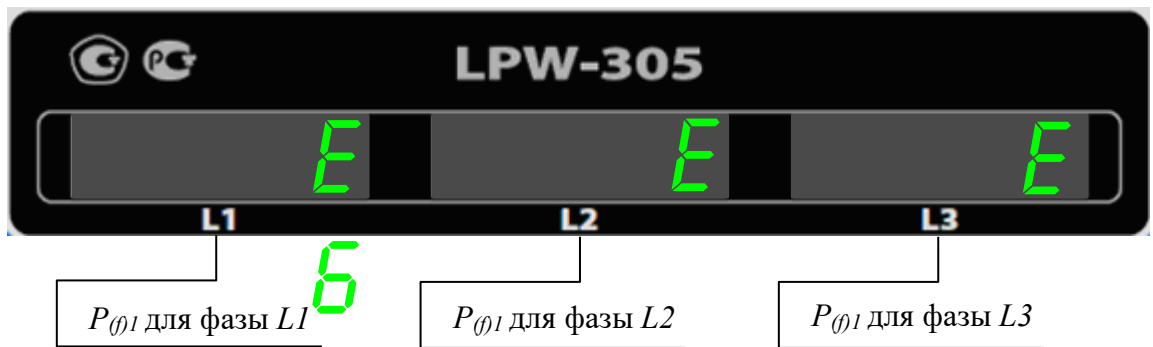 LPW-305
E E E
L1 L2 L3
6
P(f)1 для фазы L1 P(f)1 для фазы L2 P(f)1 для фазы L3